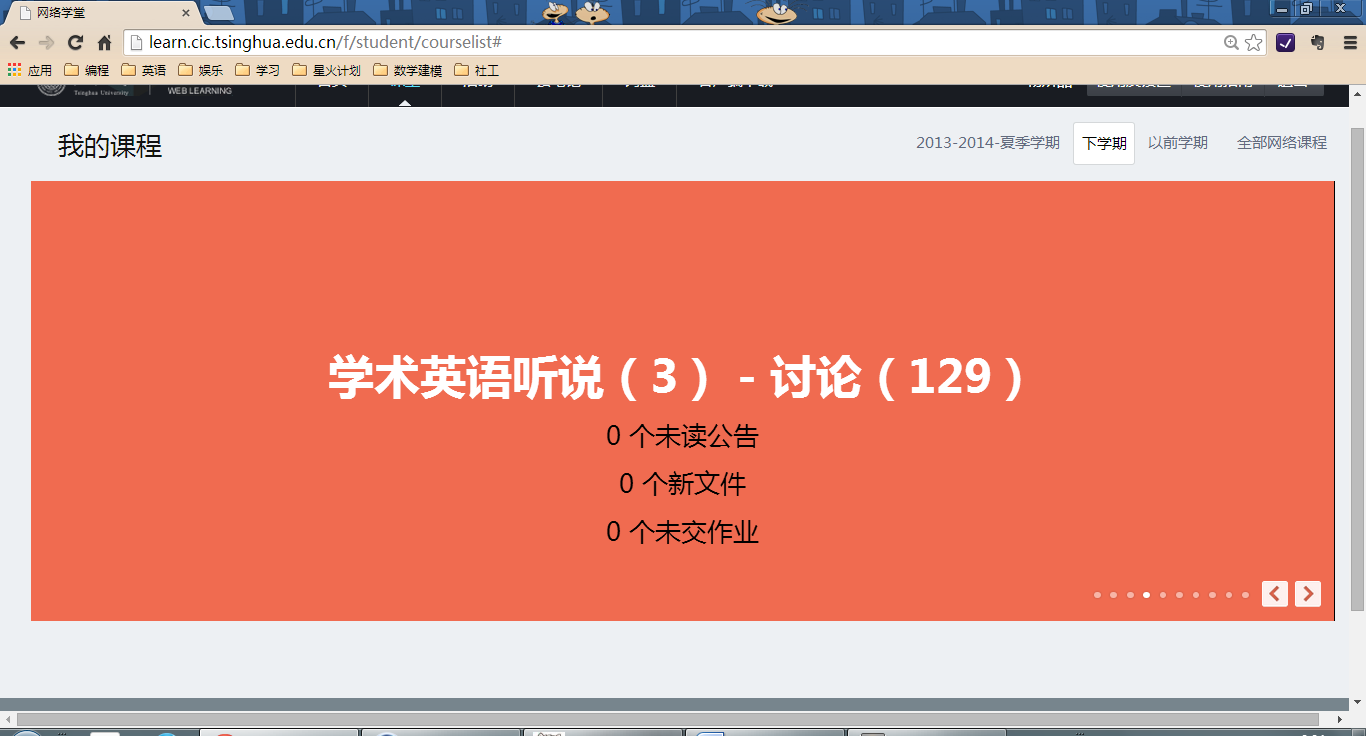 网络学堂
learn.cic.tsinghua.edu.cn/f/student/courselist#
应用 编程 英语 娱乐 学习 星火计划 数学建模 社工
Tsinghua University WEB LEARNING
我的课程
2013-2014-夏季学期 下学期 以前学期 全部网络课程
学术英语听说（3） - 讨论（129）
0 个未读公告
0 个新文件
0 个未交作业